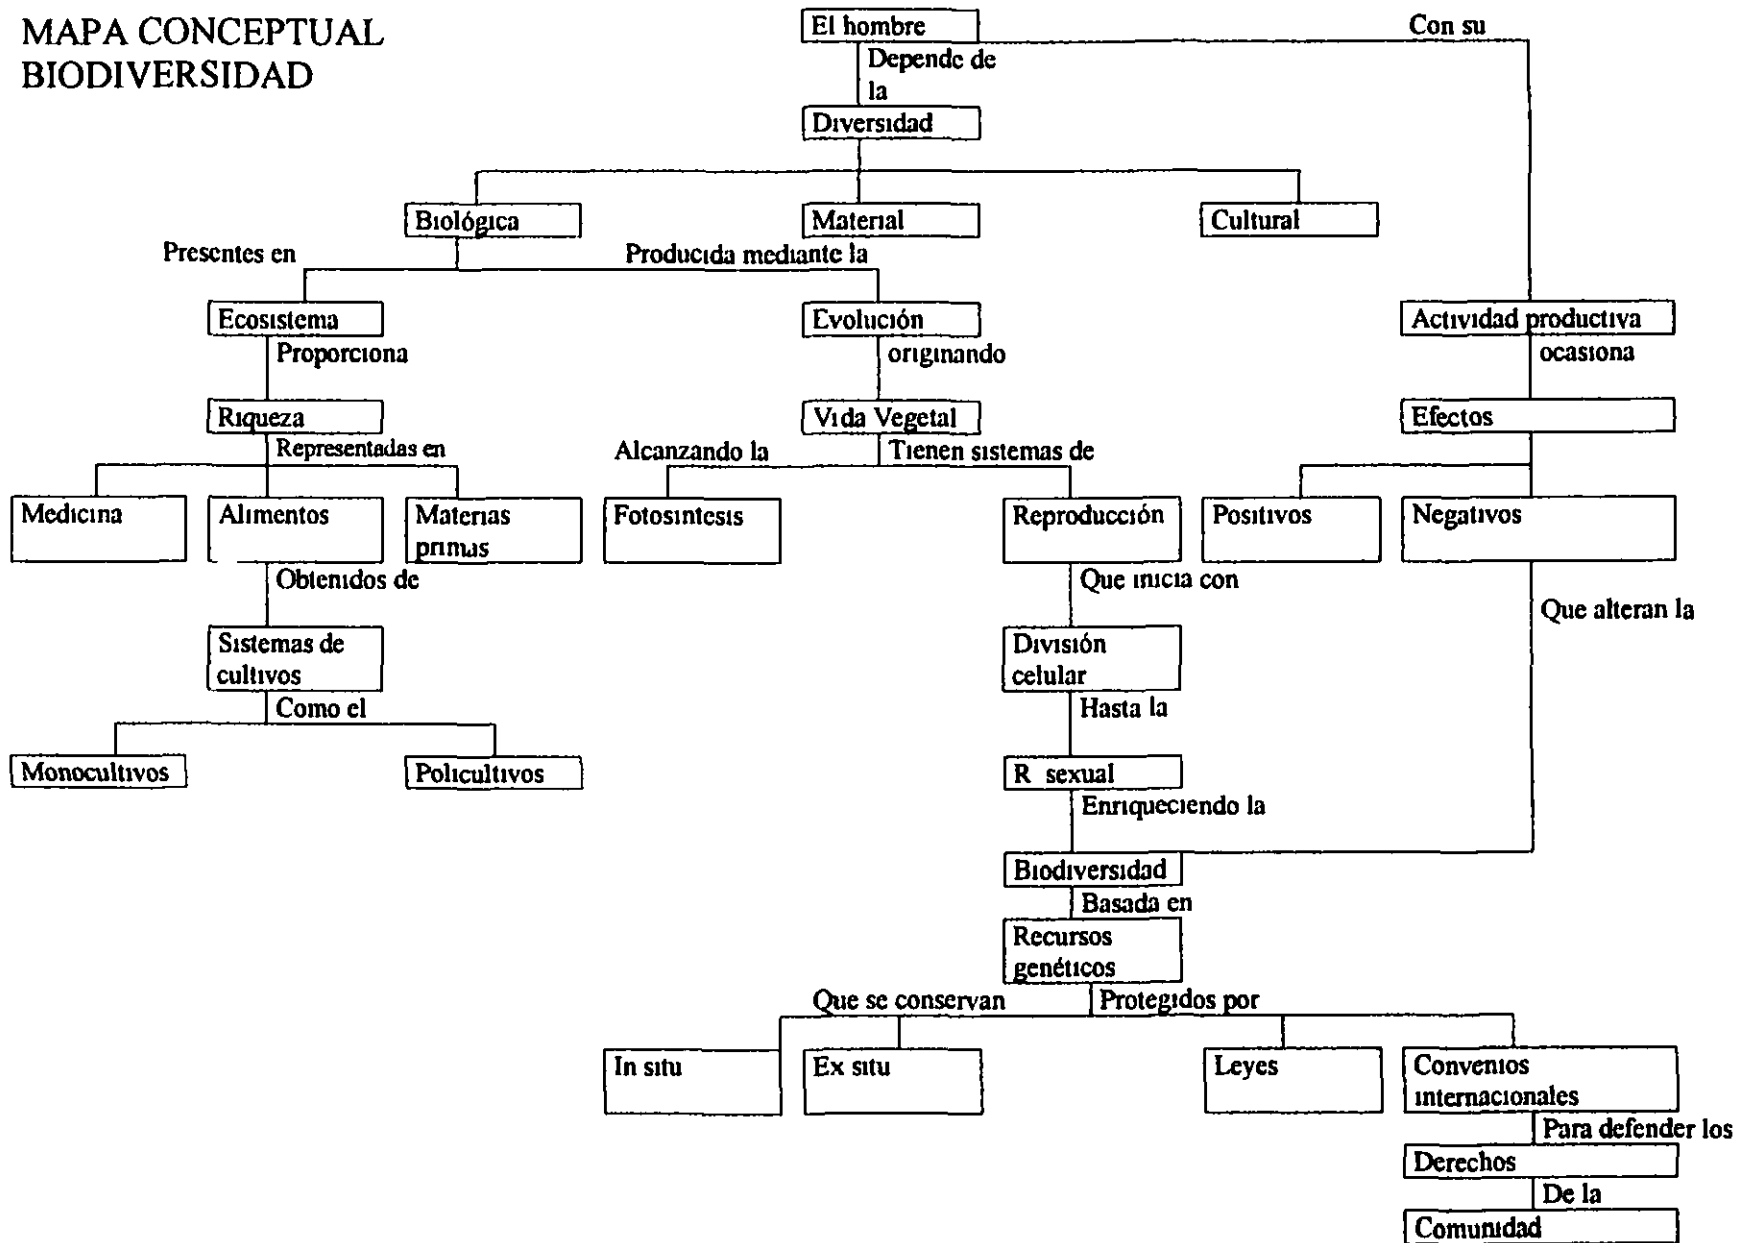 MAPA CONCEPTUAL
BIODIVERSIDAD
El hombre
Con su
Depende de
la
Diversidad
Biológica
Material
Cultural
Presentes en
Producida mediante la
Ecosistema
Evolución
Actividad productiva
Proporciona
originando
ocasiona
Riqueza
Vida Vegetal
Efectos
Representadas en
Alcanzando la
Tienen sistemas de
Medicina
Alimentos
Materias
primas
Fotosintesis
Reproducción
Positivos
Negativos
Obtenidos de
Que inicia con
Que alteran la
Sistemas de
cultivos
División
celular
Como el
Hasta la
Monocultivos
Policultivos
R sexual
Enriqueciendo la
Biodiversidad
Basada en
Recursos
genéticos
Que se conservan
Protegidos por
In situ
Ex situ
Leyes
Convenios
internacionales
Para defender los
Derechos
De la
Comunidad